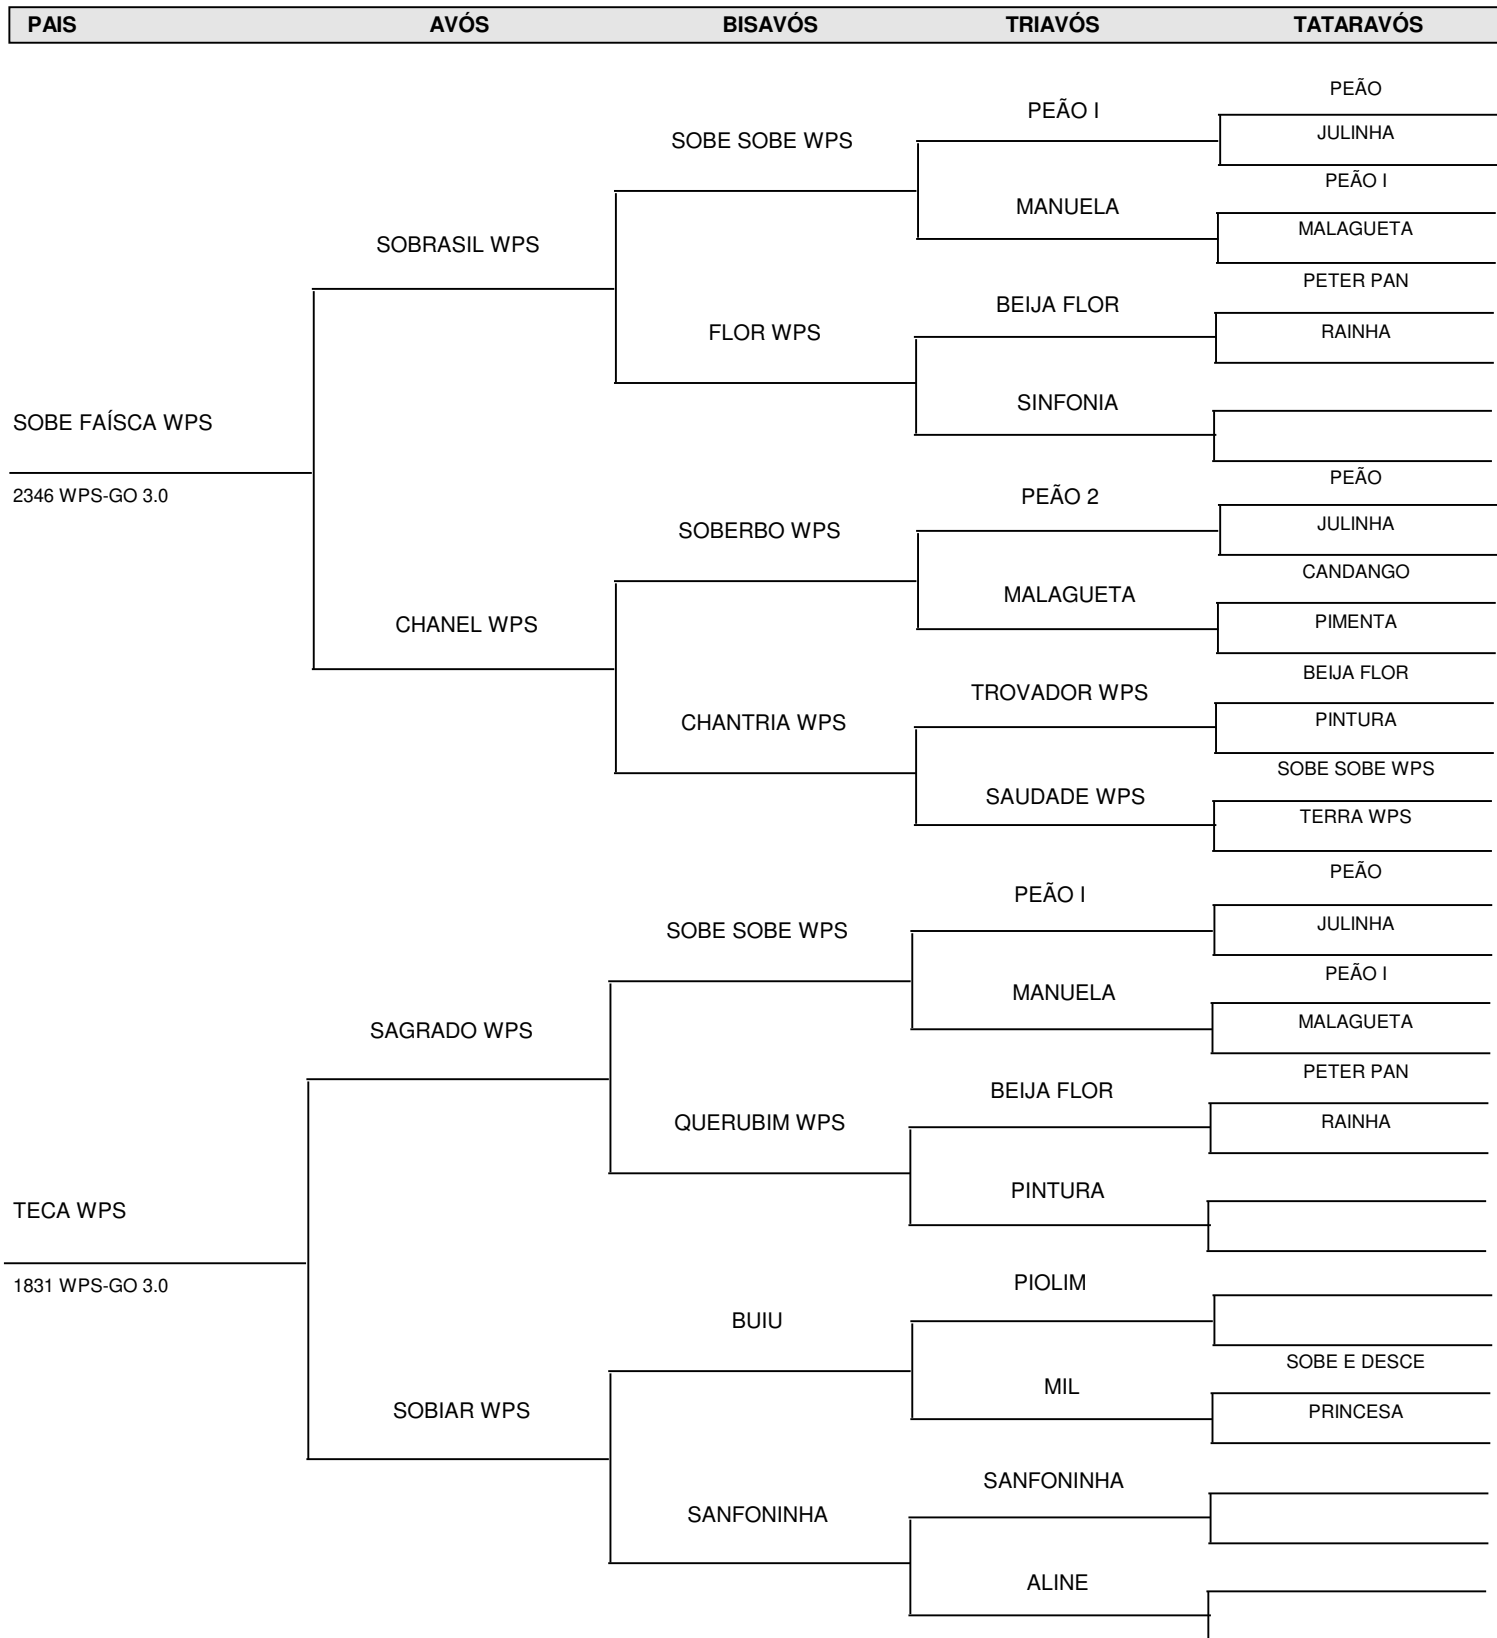 PAIS AVÓS BISAVÓS TRIAVÓS TATARAVÓS
PEÃO
PEÃO I
JULINHA
SOBE SOBE WPS
PEÃO I
MANUELA
MALAGUETA
SOBRASIL WPS
PETER PAN
BEIJA FLOR
FLOR WPS
RAINHA
SINFONIA
SOBE FAÍSCA WPS
PEÃO
2346 WPS-GO 3.0
PEÃO 2
SOBERBO WPS
JULINHA
CANDANGO
MALAGUETA
CHANEL WPS
PIMENTA
BEIJA FLOR
TROVADOR WPS
CHANTRIA WPS
PINTURA
SOBE SOBE WPS
SAUDADE WPS
TERRA WPS
PEÃO
PEÃO I
SOBE SOBE WPS
JULINHA
PEÃO I
MANUELA
SAGRADO WPS
MALAGUETA
PETER PAN
BEIJA FLOR
QUERUBIM WPS
RAINHA
PINTURA
TECA WPS
1831 WPS-GO 3.0
PIOLIM
BUIU
SOBE E DESCE
MIL
SOBIAR WPS
PRINCESA
SANFONINHA
SANFONINHA
ALINE